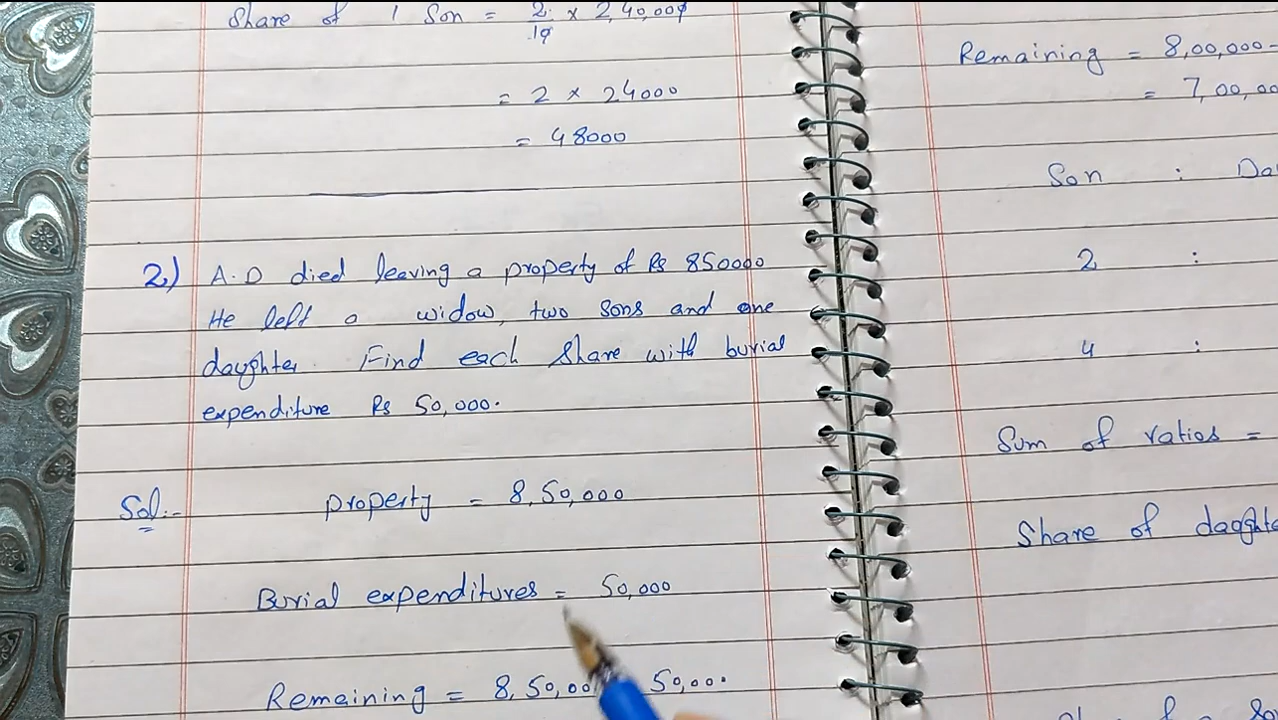 Share of 1 Son = 2/10 x 2,40,000
= 2 x 24000
= 48000
2) A.D died leaving a property of Rs 850000
He left a widow, two sons and one
daughter. Find each share with burial
expenditure Rs 50,000.
Sol:- property = 8,50,000
Burial expenditures = 50,000
Remaining = 8,50,00 50,00
Remaining = 8,00,000-
= 7,00,00
Son : Da
2 :
4 :
Sum of ratios =
Share of